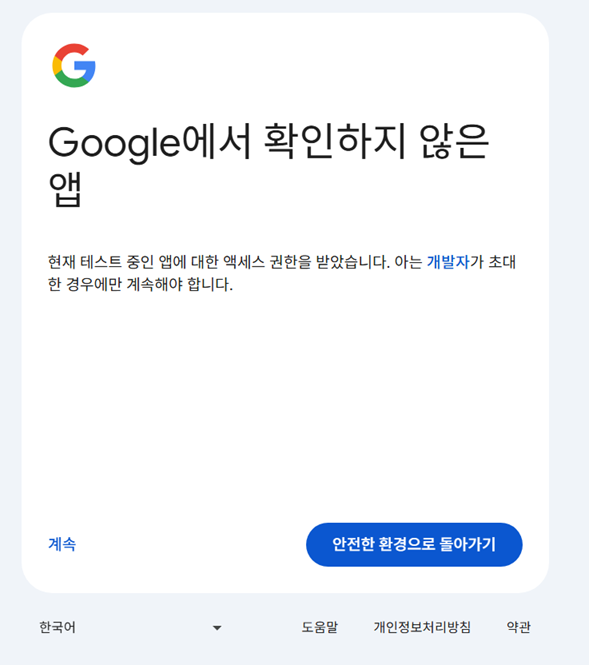 Google에서 확인하지 않은
앱
현재 테스트 중인 앱에 대한 액세스 권한을 받았습니다. 아는 개발자가 초대
한 경우에만 계속해야 합니다.
계속
안전한 환경으로 돌아가기
한국어
도움말
개인정보처리방침
약관